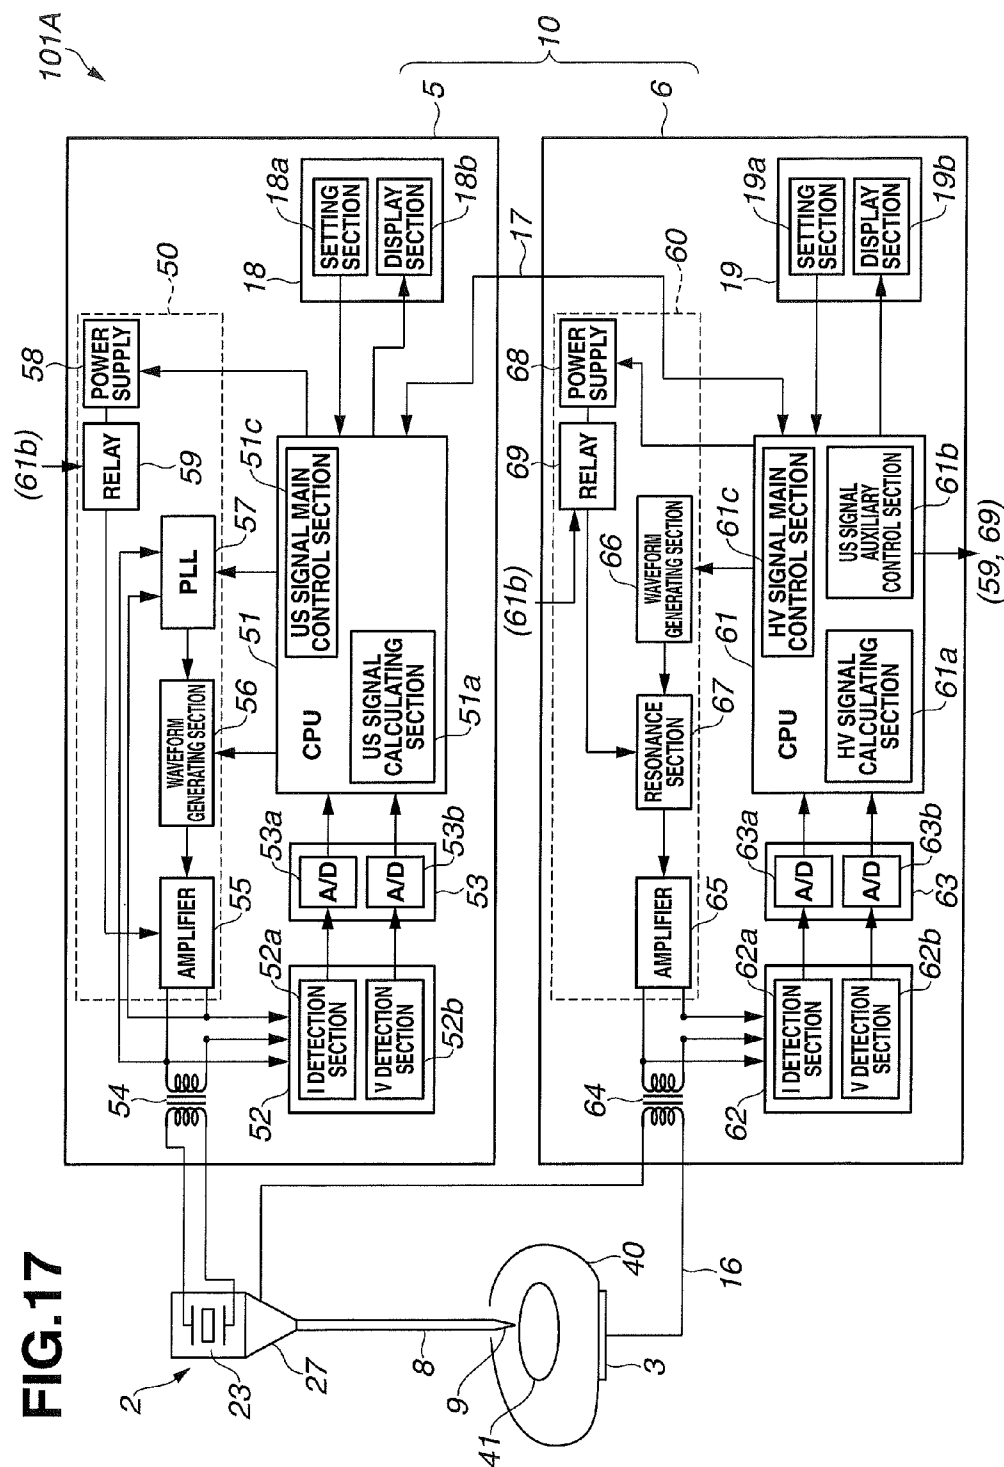 FIG.17
101A
10
5
6
(61b)
58
POWER
SUPPLY
50
18
18a
SETTING
SECTION
DISPLAY
SECTION
18b
RELAY
59
57
PLL
51c
US SIGNAL MAIN
CONTROL SECTION
51
CPU
US SIGNAL
CALCULATING
SECTION
51a
56
WAVEFORM
GENERATING SECTION
55
AMPLIFIER
53a
A/D
A/D
53b
53
52a
I DETECTION
SECTION
V DETECTION
SECTION
52b
52
54
17
68
POWER
SUPPLY
60
19
19a
SETTING
SECTION
DISPLAY
SECTION
19b
69
RELAY
(61b)
66
WAVEFORM
GENERATING SECTION
61c
HV SIGNAL MAIN
CONTROL SECTION
US SIGNAL
AUXILIARY
CONTROL SECTION
61b
(59, 69)
61
CPU
HV SIGNAL
CALCULATING
SECTION
61a
67
RESONANCE
SECTION
65
AMPLIFIER
63a
A/D
A/D
63b
63
62a
I DETECTION
SECTION
V DETECTION
SECTION
62b
62
64
2
23
27
8
9
41
40
3
16